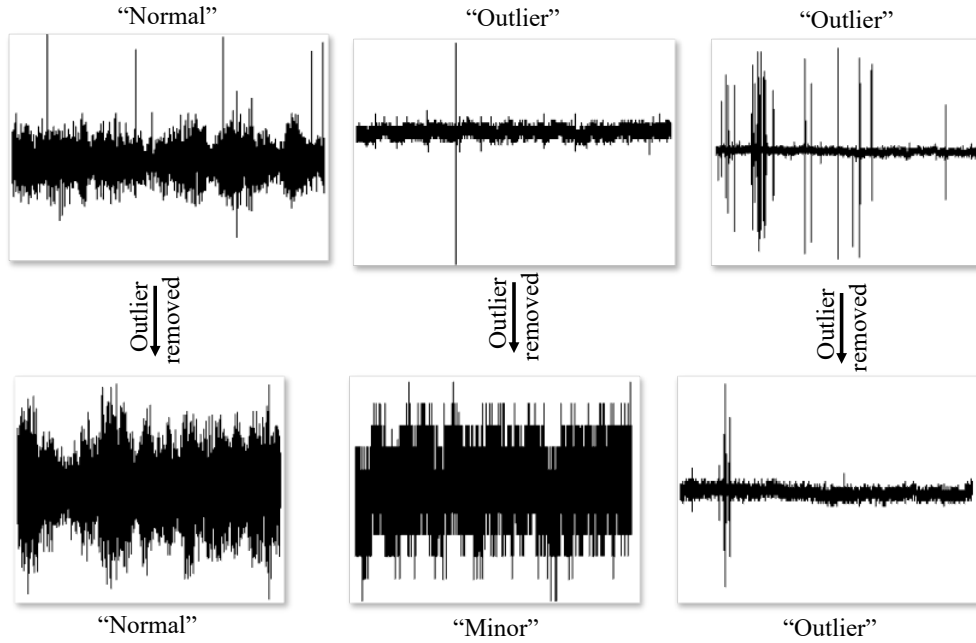 “Normal”
“Outlier”
“Outlier”
Outlier
removed
Outlier
removed
Outlier
removed
“Normal”
“Minor”
“Outlier”